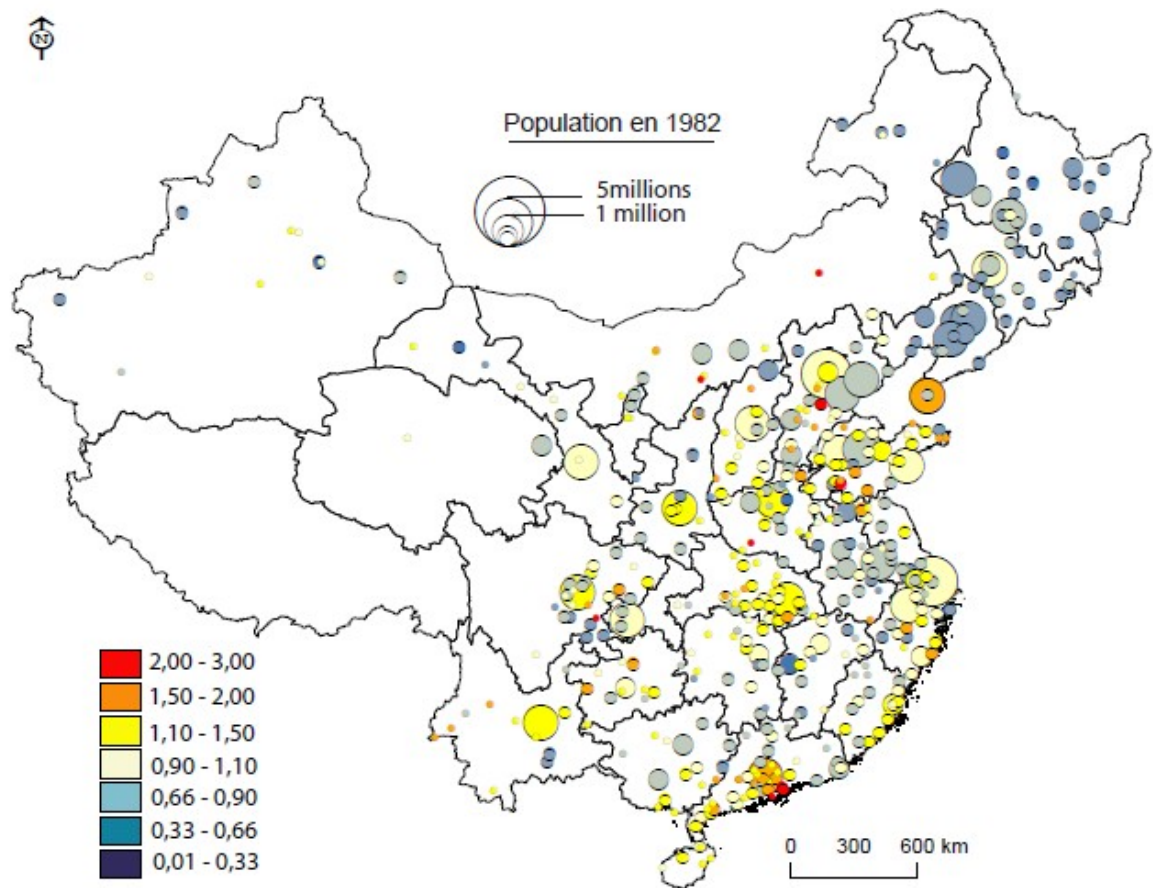 N
Population en 1982
5millions
1 million
2,00 - 3,00
1,50 - 2,00
1,10 - 1,50
0,90 - 1,10
0,66 - 0,90
0,33 - 0,66
0,01 - 0,33
0 300 600 km